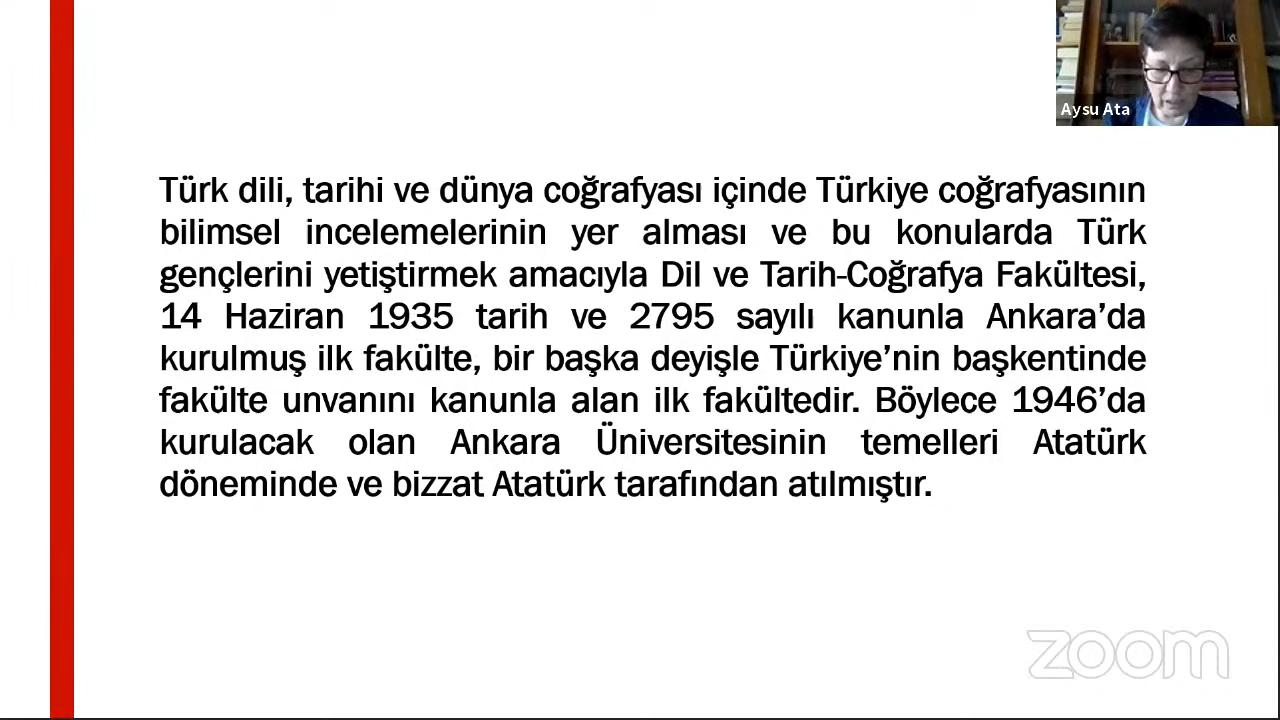 Aysu Ata
Türk dili, tarihi ve dünya coğrafyası içinde Türkiye coğrafyasının
bilimsel incelemelerinin yer alması ve bu konularda Türk
gençlerini yetiştirmek amacıyla Dil ve Tarih-Coğrafya Fakültesi,
14 Haziran 1935 tarih ve 2795 sayılı kanunla Ankara’da
kurulmuş ilk fakülte, bir başka deyişle Türkiye’nin başkentinde
fakülte unvanını kanunla alan ilk fakültedir. Böylece 1946’da
kurulacak olan Ankara Üniversitesinin temelleri Atatürk
döneminde ve bizzat Atatürk tarafından atılmıştır.
zoom